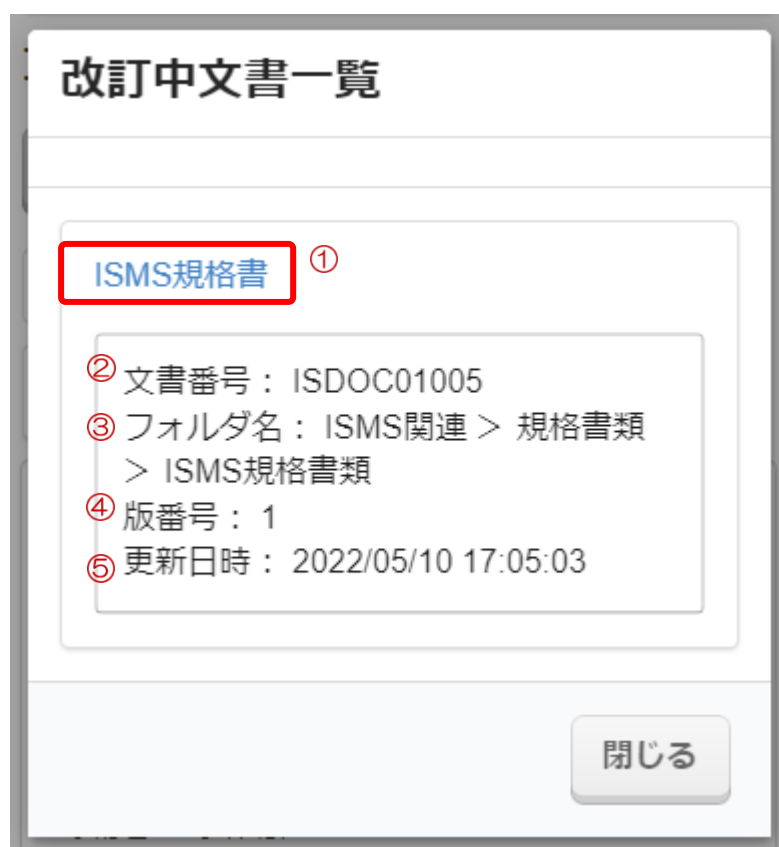 改訂中文書一覧
ISMS規格書 ①
② 文書番号： ISDOC01005
③ フォルダ名： ISMS関連 ＞ 規格書類
＞ ISMS規格書類
④ 版番号： 1
⑤ 更新日時： 2022/05/10 17:05:03
閉じる